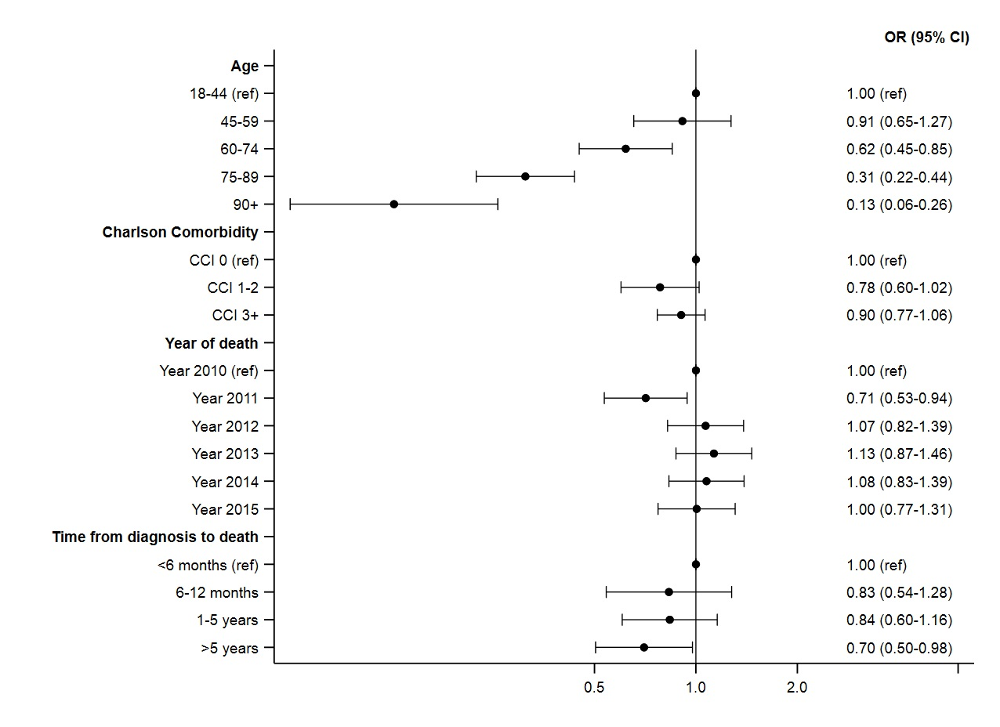 OR (95% CI)
Age
18-44 (ref) 1.00 (ref)
45-59 0.91 (0.65-1.27)
60-74 0.62 (0.45-0.85)
75-89 0.31 (0.22-0.44)
90+ 0.13 (0.06-0.26)
Charlson Comorbidity
CCI 0 (ref) 1.00 (ref)
CCI 1-2 0.78 (0.60-1.02)
CCI 3+ 0.90 (0.77-1.06)
Year of death
Year 2010 (ref) 1.00 (ref)
Year 2011 0.71 (0.53-0.94)
Year 2012 1.07 (0.82-1.39)
Year 2013 1.13 (0.87-1.46)
Year 2014 1.08 (0.83-1.39)
Year 2015 1.00 (0.77-1.31)
Time from diagnosis to death
<6 months (ref) 1.00 (ref)
6-12 months 0.83 (0.54-1.28)
1-5 years 0.84 (0.60-1.16)
>5 years 0.70 (0.50-0.98)
0.5 1.0 2.0